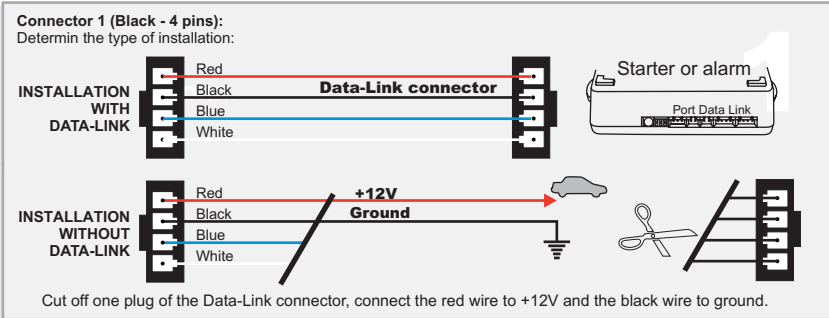 Connector 1 (Black - 4 pins):
Determin the type of installation:
1
INSTALLATION
WITH
DATA-LINK
Red
Black
Blue
White
Data-Link connector
Starter or alarm
Port Data Link
INSTALLATION
WITHOUT
DATA-LINK
Red
Black
Blue
White
+12V
Ground
Cut off one plug of the Data-Link connector, connect the red wire to +12V and the black wire to ground.